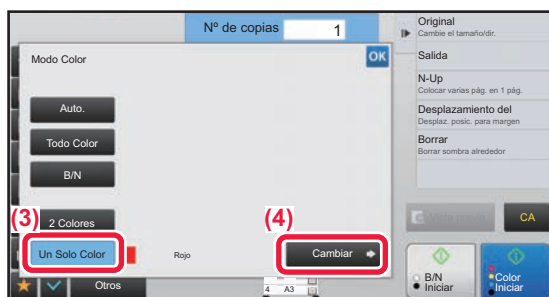 Nº de copias 1
Modo Color
OK
Auto.
Todo Color
B/N
(3)
2 Colores
Un Solo Color
Rojo
(4)
Cambiar
Otros
4 A3
Original
Cambie el tamaño/dir.
Salida
N-Up
Colocar varias pág. en 1 pág.
Desplazamiento del
Desplaz. posic. para margen
Borrar
Borrar sombra alrededor
CA
B/N
Iniciar
Color
Iniciar